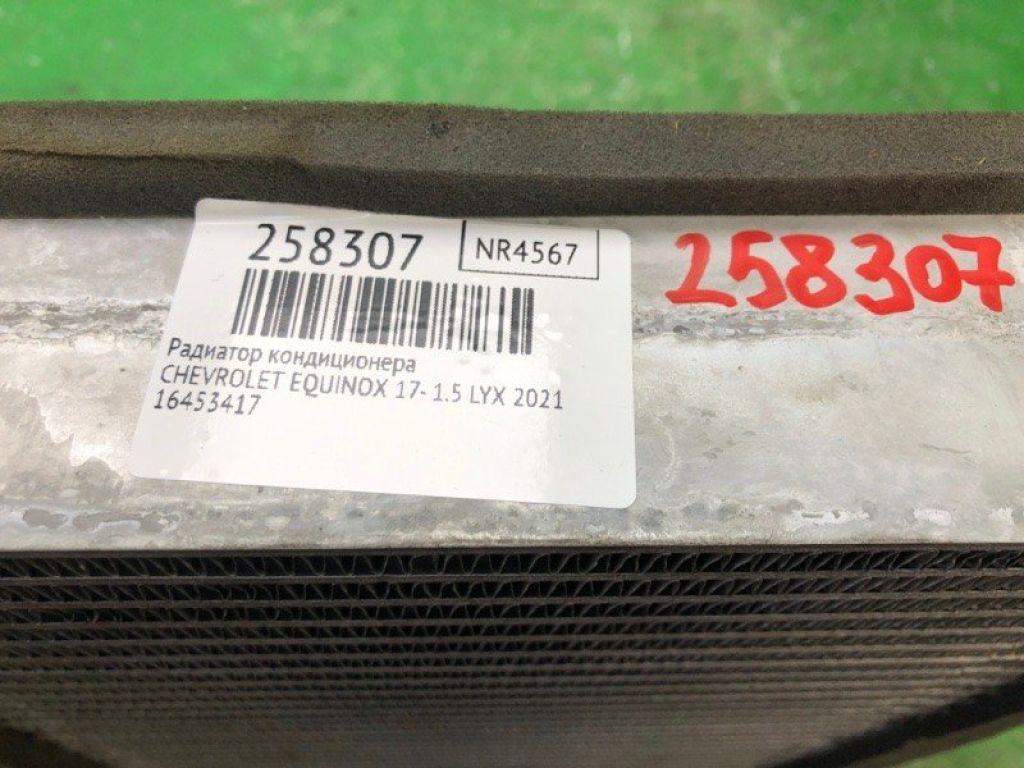 258307
NR4567
Радиатор кондиционера
CHEVROLET EQUINOX 17- 1.5 LYX 2021
16453417
258307